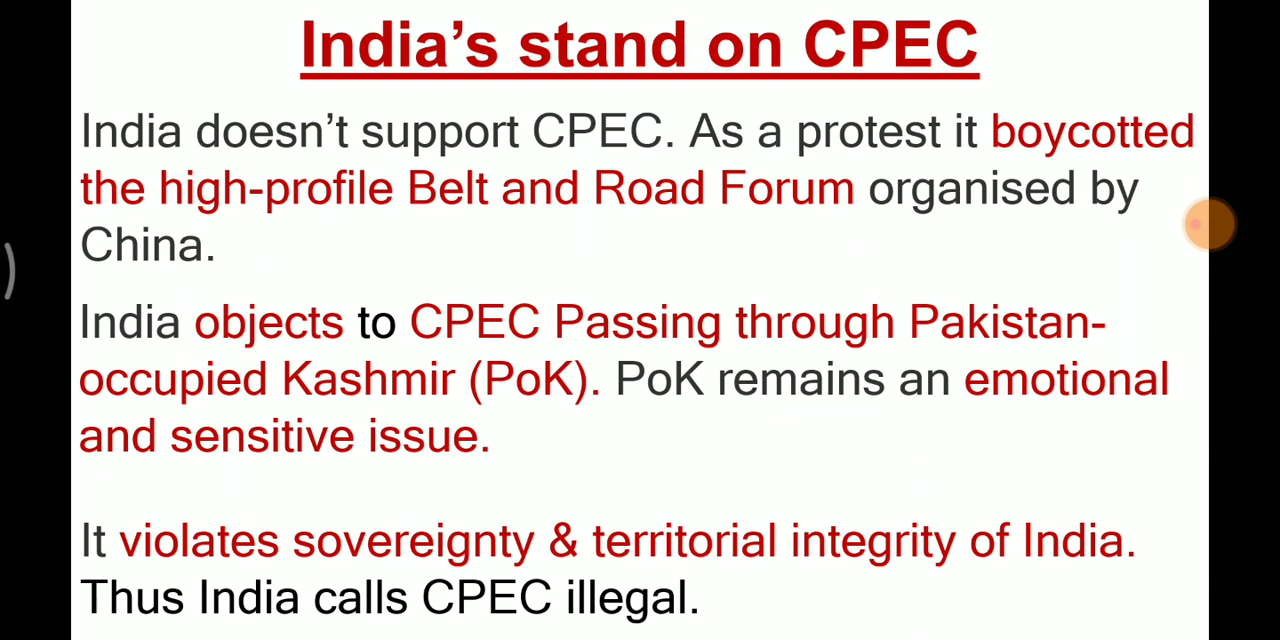 India’s stand on CPEC
India doesn’t support CPEC. As a protest it boycotted
the high-profile Belt and Road Forum organised by
China.
India objects to CPEC Passing through Pakistan-
occupied Kashmir (PoK). PoK remains an emotional
and sensitive issue.
It violates sovereignty & territorial integrity of India.
Thus India calls CPEC illegal.